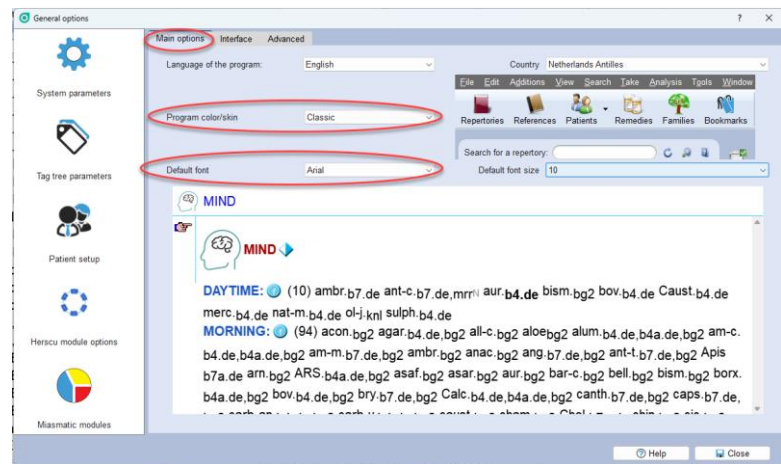 General options
? X
Main options Interface Advanced
Language of the program: English Country Netherlands Antilles
File Edit Additions View Search Take Analysis Tools Window
System parameters
Program color/skin Classic
Repertories References Patients Remedies Families Bookmarks
Search for a repertory:
Tag tree parameters
Default font Arial Default font size 10
MIND
MIND
Patient setup
DAYTIME: (10) ambr.b7.de ant-c.b7.de,mrr1 aur.b4.de bism.bg2 bov.b4.de Caust.b4.de
merc.b4.de nat-m.b4.de ol-j.knl sulph.b4.de
MORNING: (94) acon.bg2 agar.b4.de,bg2 all-c.bg2 aloebg2 alum.b4.de,b4a.de,bg2 am-c.
Herscu module options
b4.de,b4a.de,bg2 am-m.b7.de,bg2 ambr.bg2 anac.bg2 ang.b7.de,bg2 ant-t.b7.de,bg2 Apis
b7a.de arn.bg2 ARS.b4a.de,bg2 asaf.bg2 asar.bg2 aur.bg2 bar-c.bg2 bell.bg2 bism.bg2 borx.
b4a.de,bg2 bov.b4.de,bg2 bry.b7.de,bg2 Calc.b4.de,b4a.de,bg2 canth.b7.de,bg2 caps.b7.de,
Miasmatic modules
Help Close